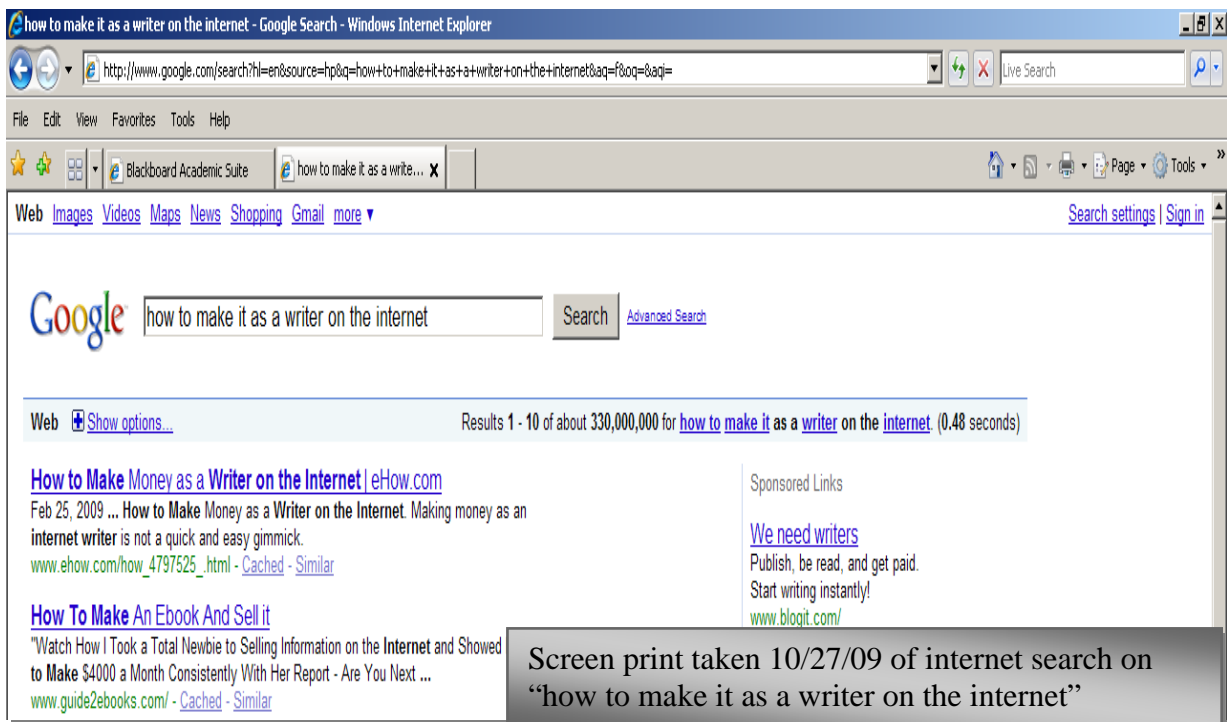 how to make it as a writer on the internet - Google Search - Windows Internet Explorer
http://www.google.com/search?hl=en&source=hp&q=how+to+make+it+as+a+writer+on+the+internet&aq=f&oq=&aqi=
Live Search
File Edit View Favorites Tools Help
Blackboard Academic Suite how to make it as a write... X
Page Tools »
Web Images Videos Maps News Shopping Gmail more ▼
Search settings | Sign in
Google how to make it as a writer on the internet Search Advanced Search
Web + Show options... Results 1 - 10 of about 330,000,000 for how to make it as a writer on the internet. (0.48 seconds)
How to Make Money as a Writer on the Internet | eHow.com
Feb 25, 2009 ... How to Make Money as a Writer on the Internet. Making money as an
internet writer is not a quick and easy gimmick.
www.ehow.com/how_4797525_.html - Cached - Similar
How To Make An Ebook And Sell it
"Watch How I Took a Total Newbie to Selling Information on the Internet and Showed
to Make $4000 a Month Consistently With Her Report - Are You Next ...
www.guide2ebooks.com/ - Cached - Similar
Sponsored Links
We need writers
Publish, be read, and get paid.
Start writing instantly!
www.blogit.com/
Screen print taken 10/27/09 of internet search on
“how to make it as a writer on the internet”